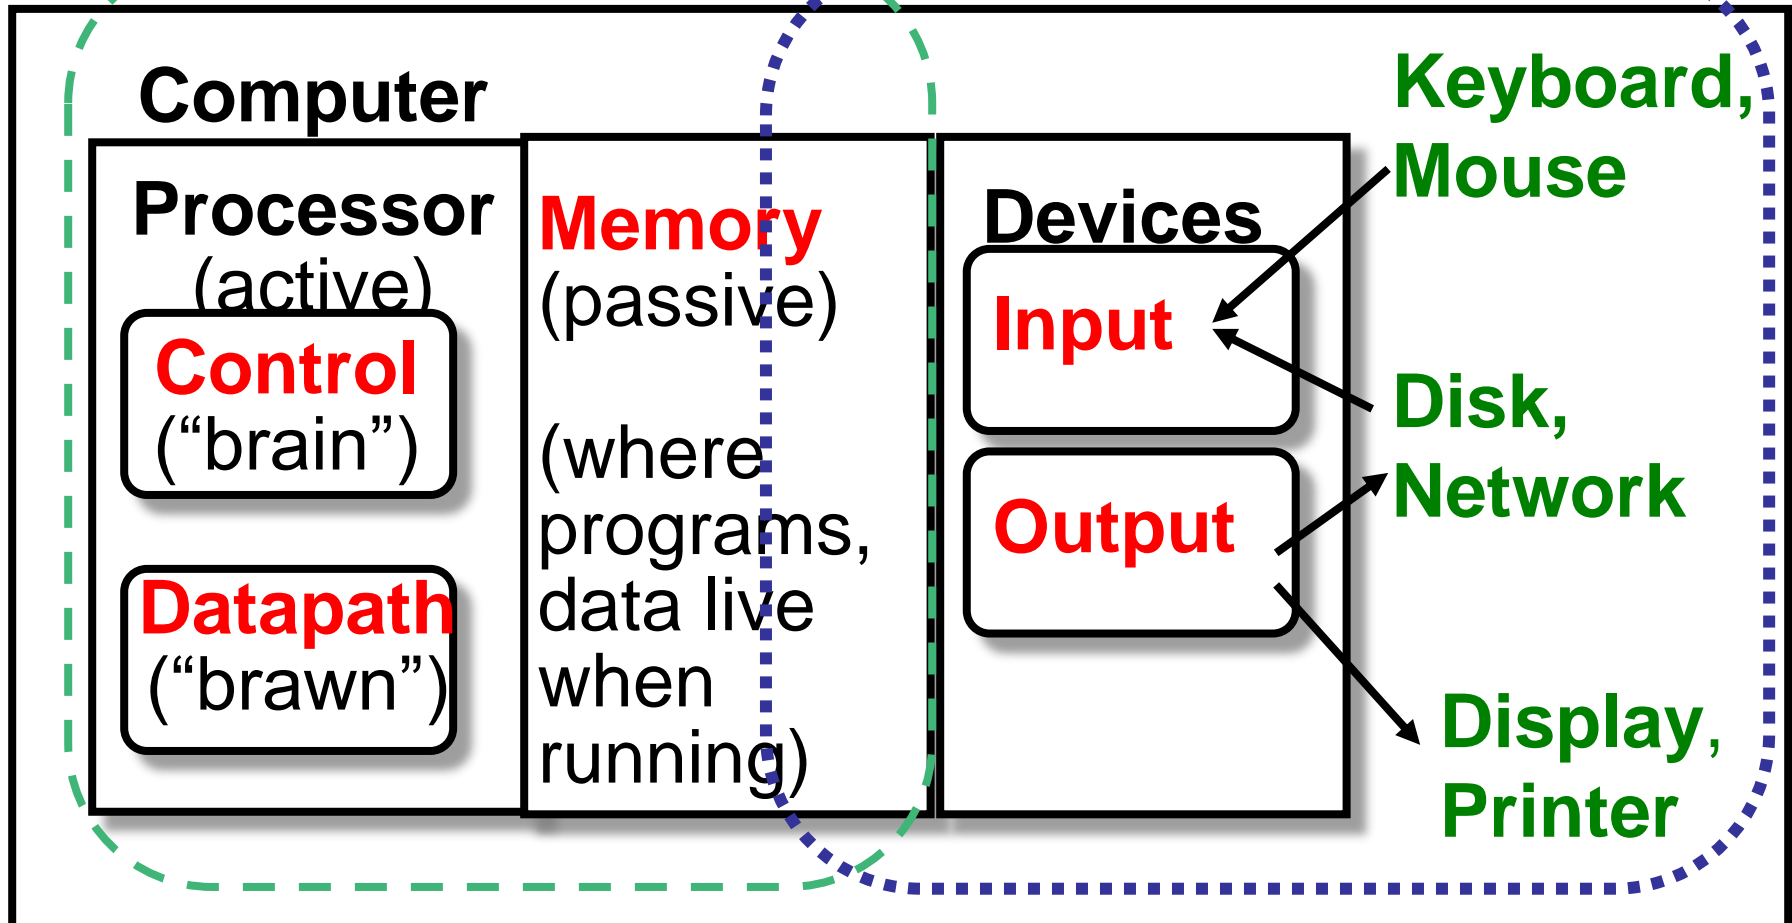 Computer
Processor
(active)
Control
(“brain”)
Datapath
(“brawn”)
Memory
(passive)
(where
programs,
data live
when
running)
Devices
Input
Output
Keyboard,
Mouse
Disk,
Network
Display,
Printer